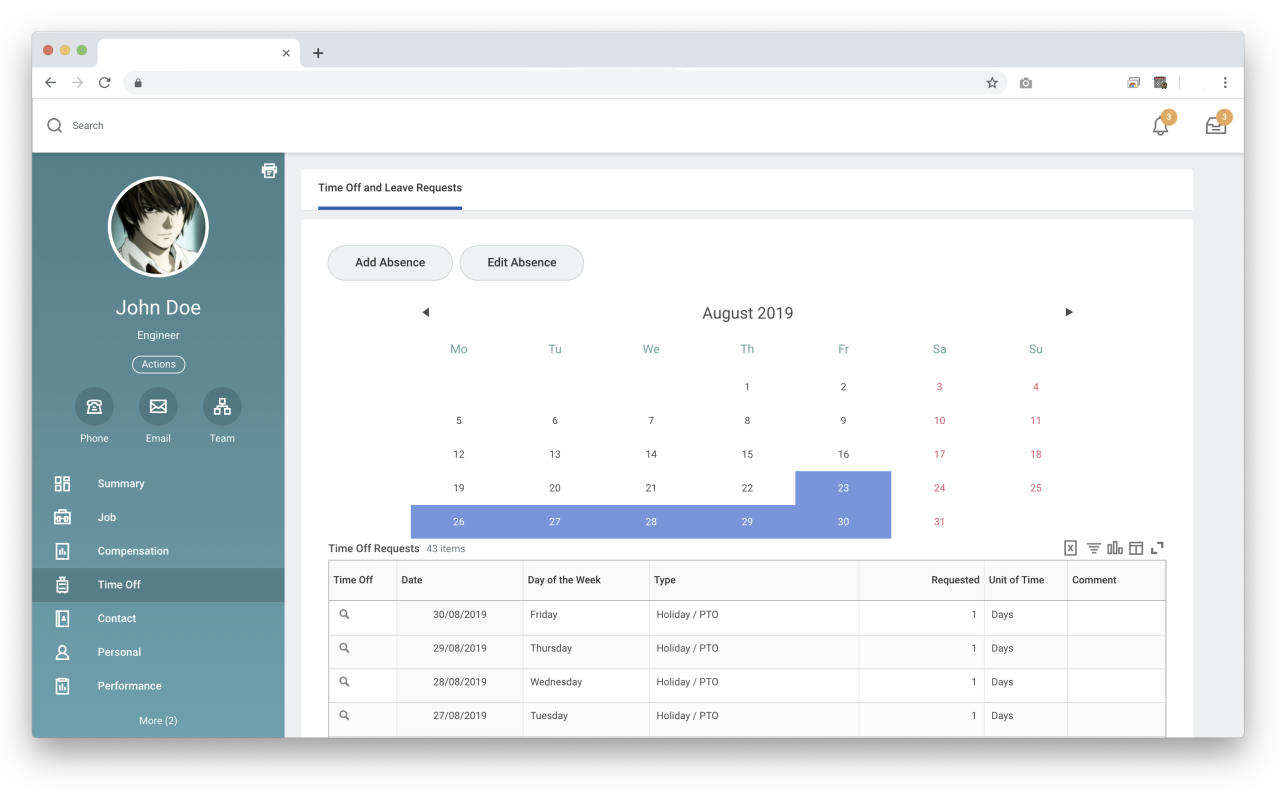 Search
3
3
Time Off and Leave Requests
Add Absence Edit Absence
John Doe
Engineer
Actions
Phone Email Team
Summary
Job
Compensation
Time Off
Contact
Personal
Performance
More (2)
August 2019
Mo Tu We Th Fr Sa Su
1 2 3 4
5 6 7 8 9 10 11
12 13 14 15 16 17 18
19 20 21 22 23 24 25
26 27 28 29 30 31
Time Off Requests 43 items
Time Off Date Day of the Week Type Requested Unit of Time Comment
30/08/2019 Friday Holiday / PTO 1 Days
29/08/2019 Thursday Holiday / PTO 1 Days
28/08/2019 Wednesday Holiday / PTO 1 Days
27/08/2019 Tuesday Holiday / PTO 1 Days